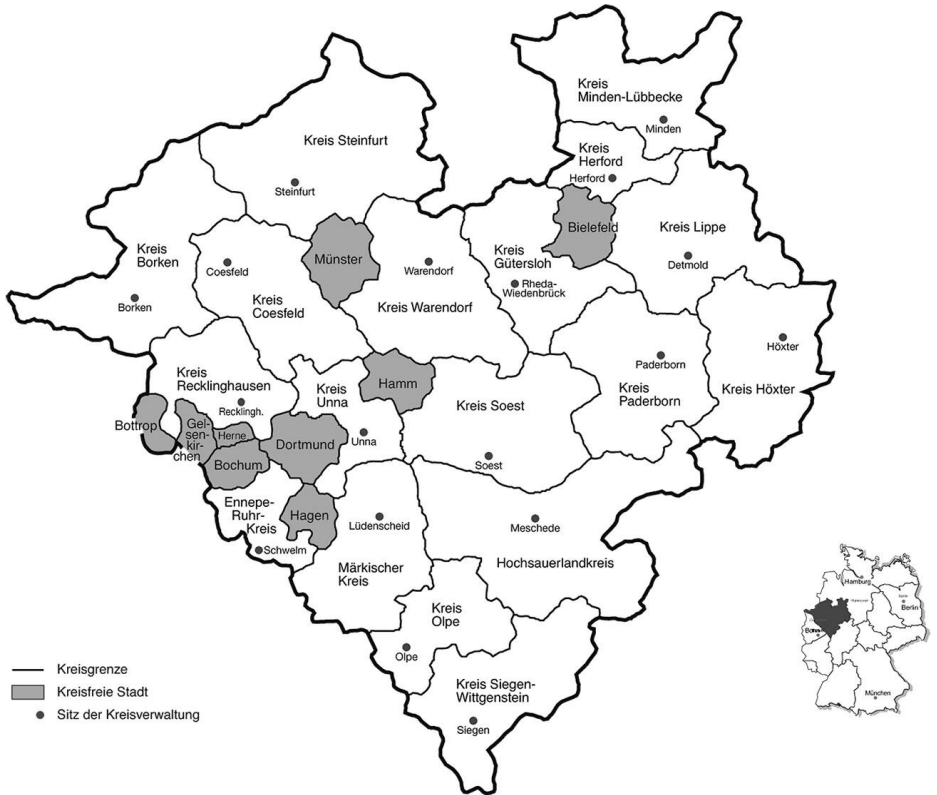 Kreis
Minden-Lübbecke
Minden
Kreis Steinfurt
Steinfurt
Kreis
Herford
Herford
Bielefeld
Kreis Lippe
Detmold
Kreis
Borken
Borken
Coesfeld
Kreis
Coesfeld
Münster
Warendorf
Kreis Warendorf
Kreis
Gütersloh
Rheda-
Wiedenbrück
Höxter
Kreis Höxter
Paderborn
Kreis
Paderborn
Kreis
Recklinghausen
Recklingh.
Kreis
Unna
Unna
Hamm
Kreis Soest
Soest
Bottrop
Gel-
sen-
kir-
chen
Herne
Bochum
Dortmund
Ennepe-
Ruhr-
Kreis
Schwelm
Hagen
Lüdenscheid
Märkischer
Kreis
Meschede
Hochsauerlandkreis
Kreis
Olpe
Olpe
Kreis Siegen-
Wittgenstein
Siegen
Kreisgrenze
Kreisfreie Stadt
Sitz der Kreisverwaltung
Hamburg
Berlin
Bonn
München